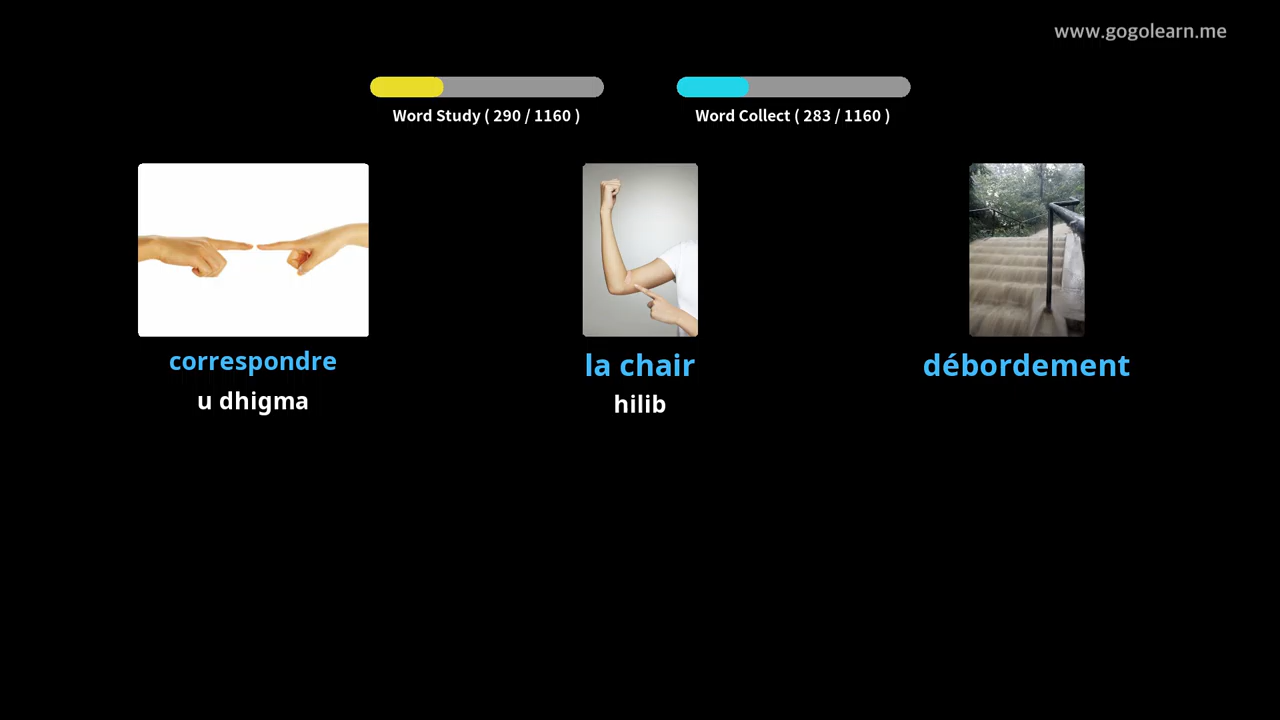 www.gogolearn.me
Word Study ( 290 / 1160 )
Word Collect ( 283 / 1160 )
correspondre
u dhigma
la chair
hilib
débordement